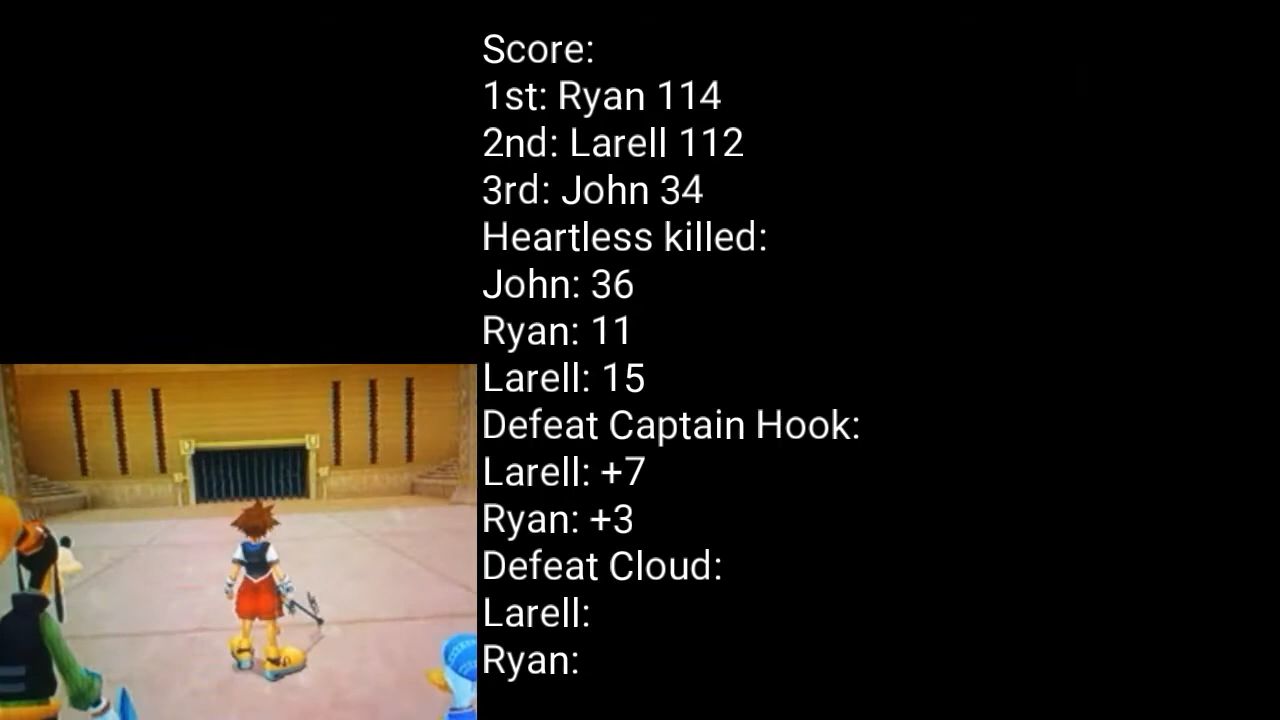 Score:
1st: Ryan 114
2nd: Larell 112
3rd: John 34
Heartless killed:
John: 36
Ryan: 11
Larell: 15
Defeat Captain Hook:
Larell: +7
Ryan: +3
Defeat Cloud:
Larell:
Ryan: